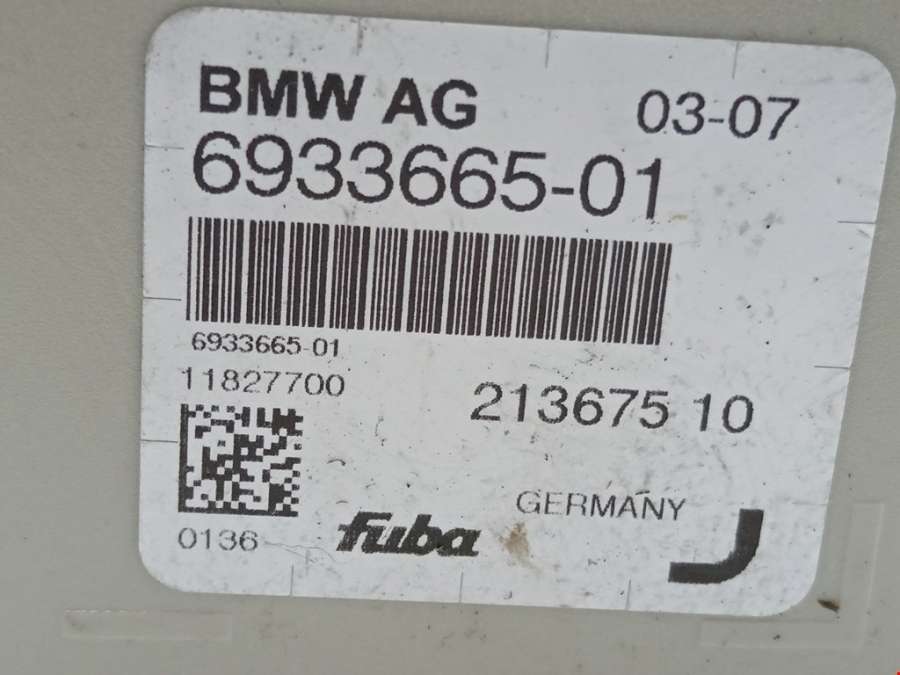 BMW AG 03-07
6933665-01
6933665-01
11827700
213675 10
GERMANY
0136 fuba J